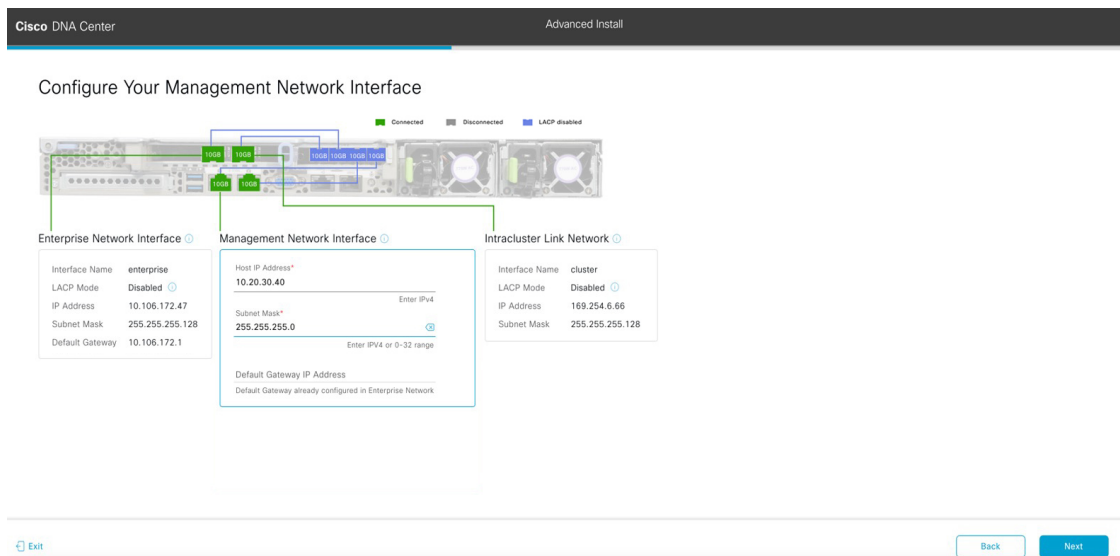 Cisco DNA Center
Advanced Install
Configure Your Management Network Interface
Connected
Disconnected
LACP disabled
10GB 10GB 10GB 10GB 10GB 10GB
10GB 10GB
Enterprise Network Interface
Interface Name enterprise
LACP Mode Disabled
IP Address 10.106.172.47
Subnet Mask 255.255.255.128
Default Gateway 10.106.172.1
Management Network Interface
Host IP Address*
10.20.30.40
Enter IPv4
Subnet Mask*
255.255.255.0
Enter IPV4 or 0-32 range
Default Gateway IP Address
Default Gateway already configured in Enterprise Network
Intracluster Link Network
Interface Name cluster
LACP Mode Disabled
IP Address 169.254.6.66
Subnet Mask 255.255.255.128
Exit
Back
Next